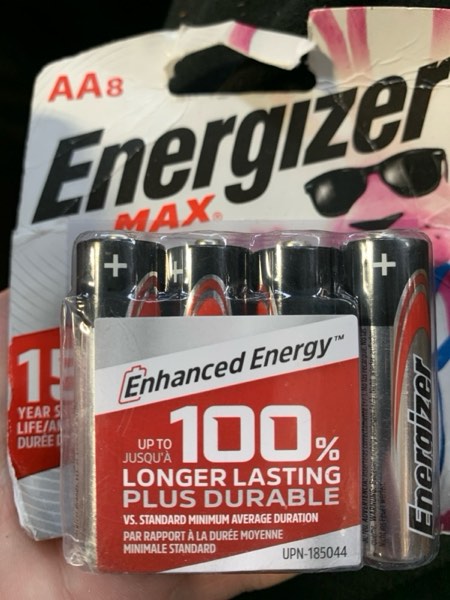 AA8
Energizer
MAX®
+ + +
15
YEAR
LIFE/
DURÉE
Enhanced Energy™
UP TO
JUSQU'À
100%
LONGER LASTING
PLUS DURABLE
VS. STANDARD MINIMUM AVERAGE DURATION
PAR RAPPORT À LA DURÉE MOYENNE
MINIMALE STANDARD
UPN-185044
Energizer